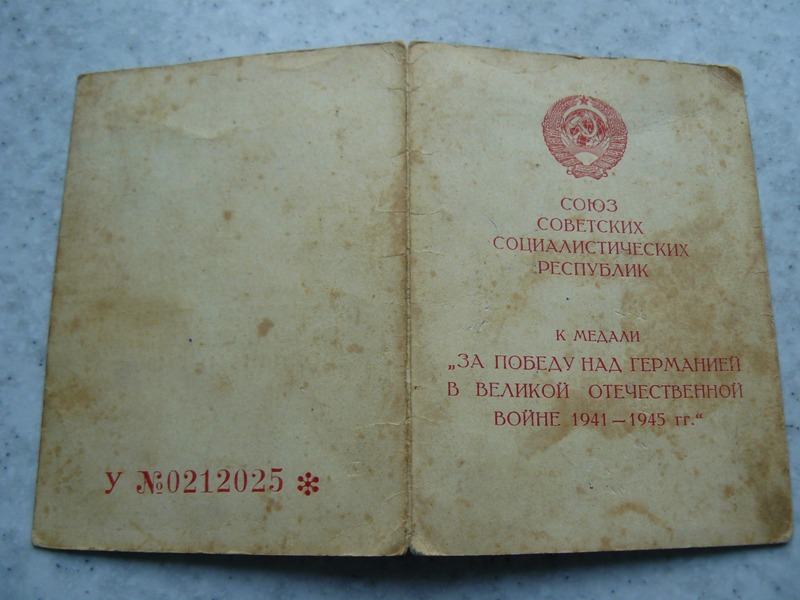 У №0212025 *
СОЮЗ
СОВЕТСКИХ
СОЦИАЛИСТИЧЕСКИХ
РЕСПУБЛИК
К МЕДАЛИ
„ЗА ПОБЕДУ НАД ГЕРМАНИЕЙ
В ВЕЛИКОЙ ОТЕЧЕСТВЕННОЙ
ВОЙНЕ 1941—1945 гг.“